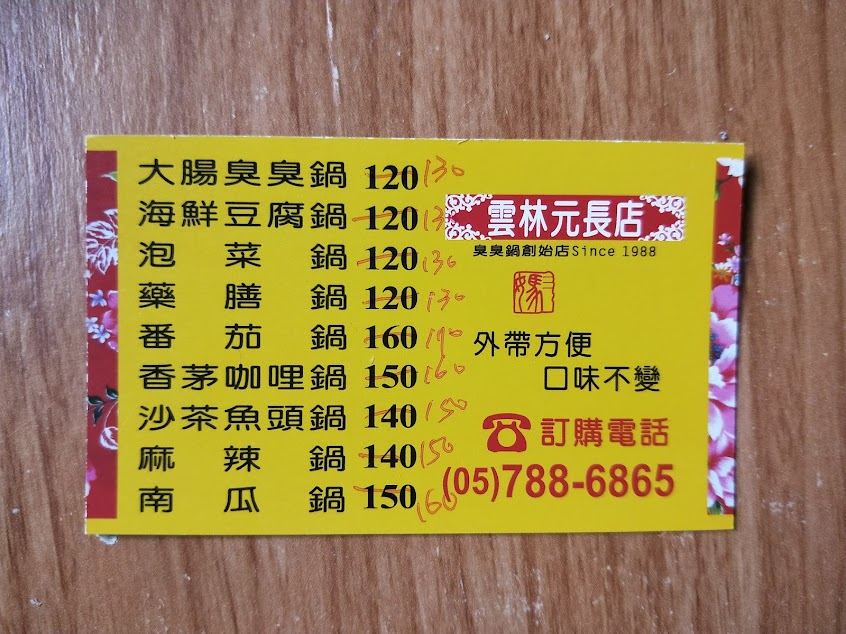 大腸臭臭鍋 120 130
海鮮豆腐鍋 120 13
泡菜鍋 120 130
藥膳鍋 120 130
番茄鍋 160
香茅咖哩鍋 150 160
沙茶魚頭鍋 140 150
麻辣鍋 140 150
南瓜鍋 150 160
雲林元長店
臭臭鍋創始店Since 1988
三媽
外帶方便
口味不變
訂購電話
(05)788-6865